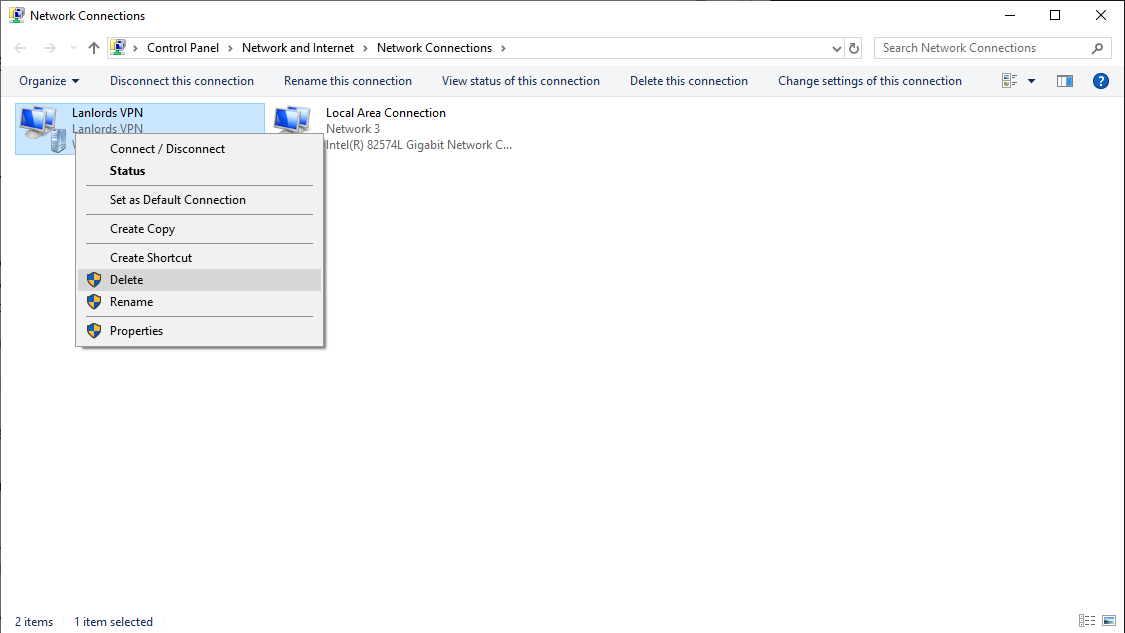 Network Connections
Control Panel > Network and Internet > Network Connections >
Search Network Connections
Organize
Disconnect this connection
Rename this connection
View status of this connection
Delete this connection
Change settings of this connection
Lanlords VPN
Lanlords VPN
Local Area Connection
Network 3
Intel(R) 82574L Gigabit Network C...
Connect / Disconnect
Status
Set as Default Connection
Create Copy
Create Shortcut
Delete
Rename
Properties
2 items
1 item selected